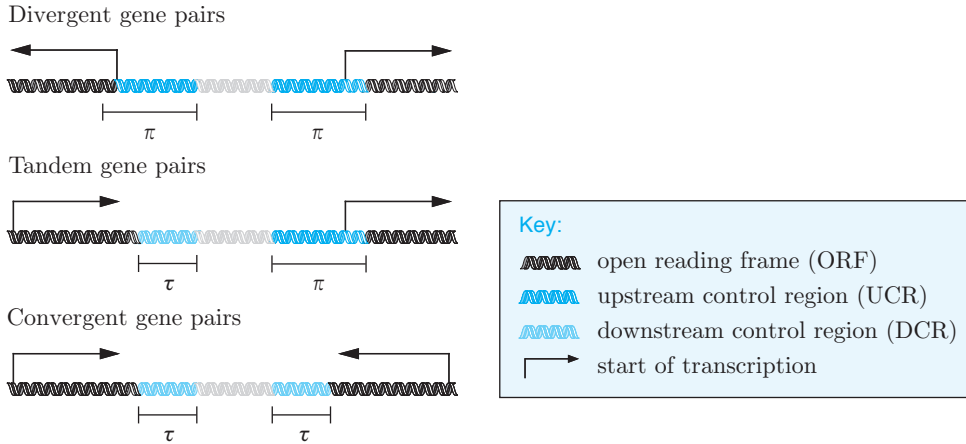 Divergent gene pairs
π π
Tandem gene pairs
τ π
Convergent gene pairs
τ τ
Key:
open reading frame (ORF)
upstream control region (UCR)
downstream control region (DCR)
start of transcription